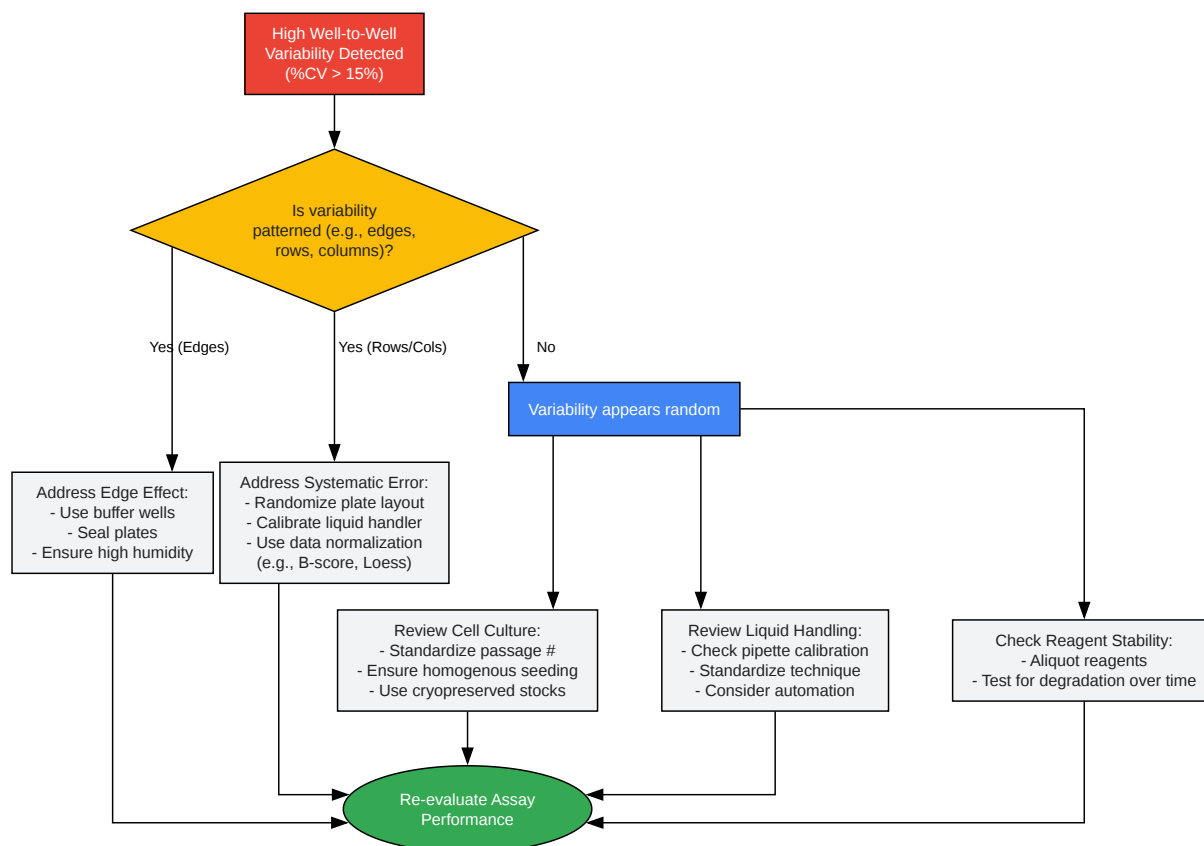 High Well-to-Well
Variability Detected
(%CV > 15%)
Is variability
patterned (e.g., edges,
rows, columns)?
Yes (Edges)
Yes (Rows/Cols)
No
Variability appears random
Address Edge Effect:
- Use buffer wells
- Seal plates
- Ensure high humidity
Address Systematic Error:
- Randomize plate layout
- Calibrate liquid handler
- Use data normalization
(e.g., B-score, Loess)
Review Cell Culture:
- Standardize passage #
- Ensure homogenous seeding
- Use cryopreserved stocks
Review Liquid Handling:
- Check pipette calibration
- Standardize technique
- Consider automation
Check Reagent Stability:
- Aliquot reagents
- Test for degradation over time
Re-evaluate Assay
Performance